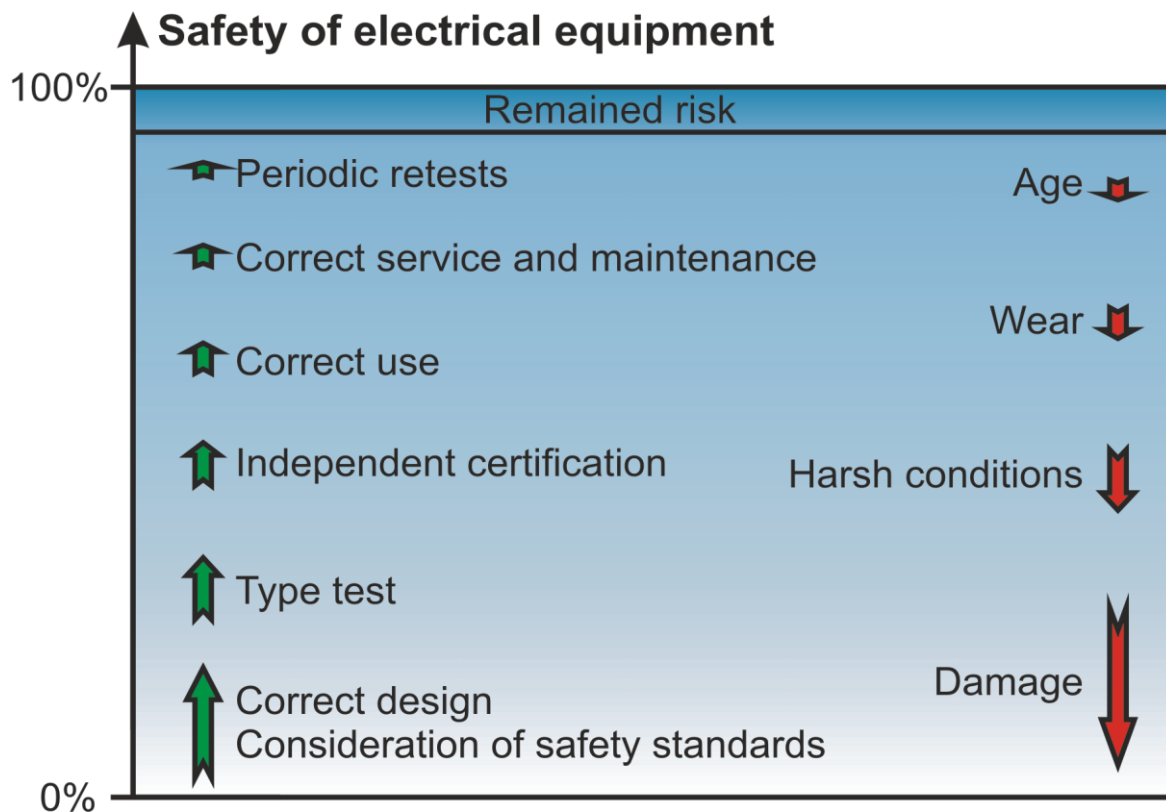 Safety of electrical equipment
100%
Remained risk
Periodic retests
Age
Correct service and maintenance
Wear
Correct use
Independent certification
Harsh conditions
Type test
Damage
Correct design
Consideration of safety standards
0%